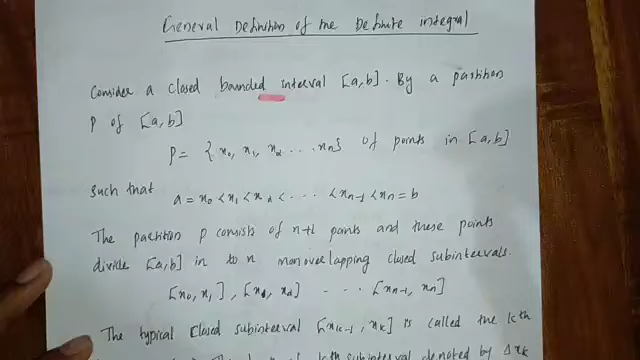 General Definition of the Definite integral
Consider a closed bounded interval [a,b]. By a partition
P of [a,b]
P = {x0, x1, x2 .... xn} of points in [a,b]
Such that a = x0 < x1 < x2 < .... < xn-1 < xn = b
The partition P consists of n+1 points and these points
divide [a,b] in to n nonoverlapping closed subintervals.
[x0, x1], [x1, x2] .... [xn-1, xn]
The typical closed subinterval [xk-1, xk] is called the kth
of kth subinterval denoted by Δxk